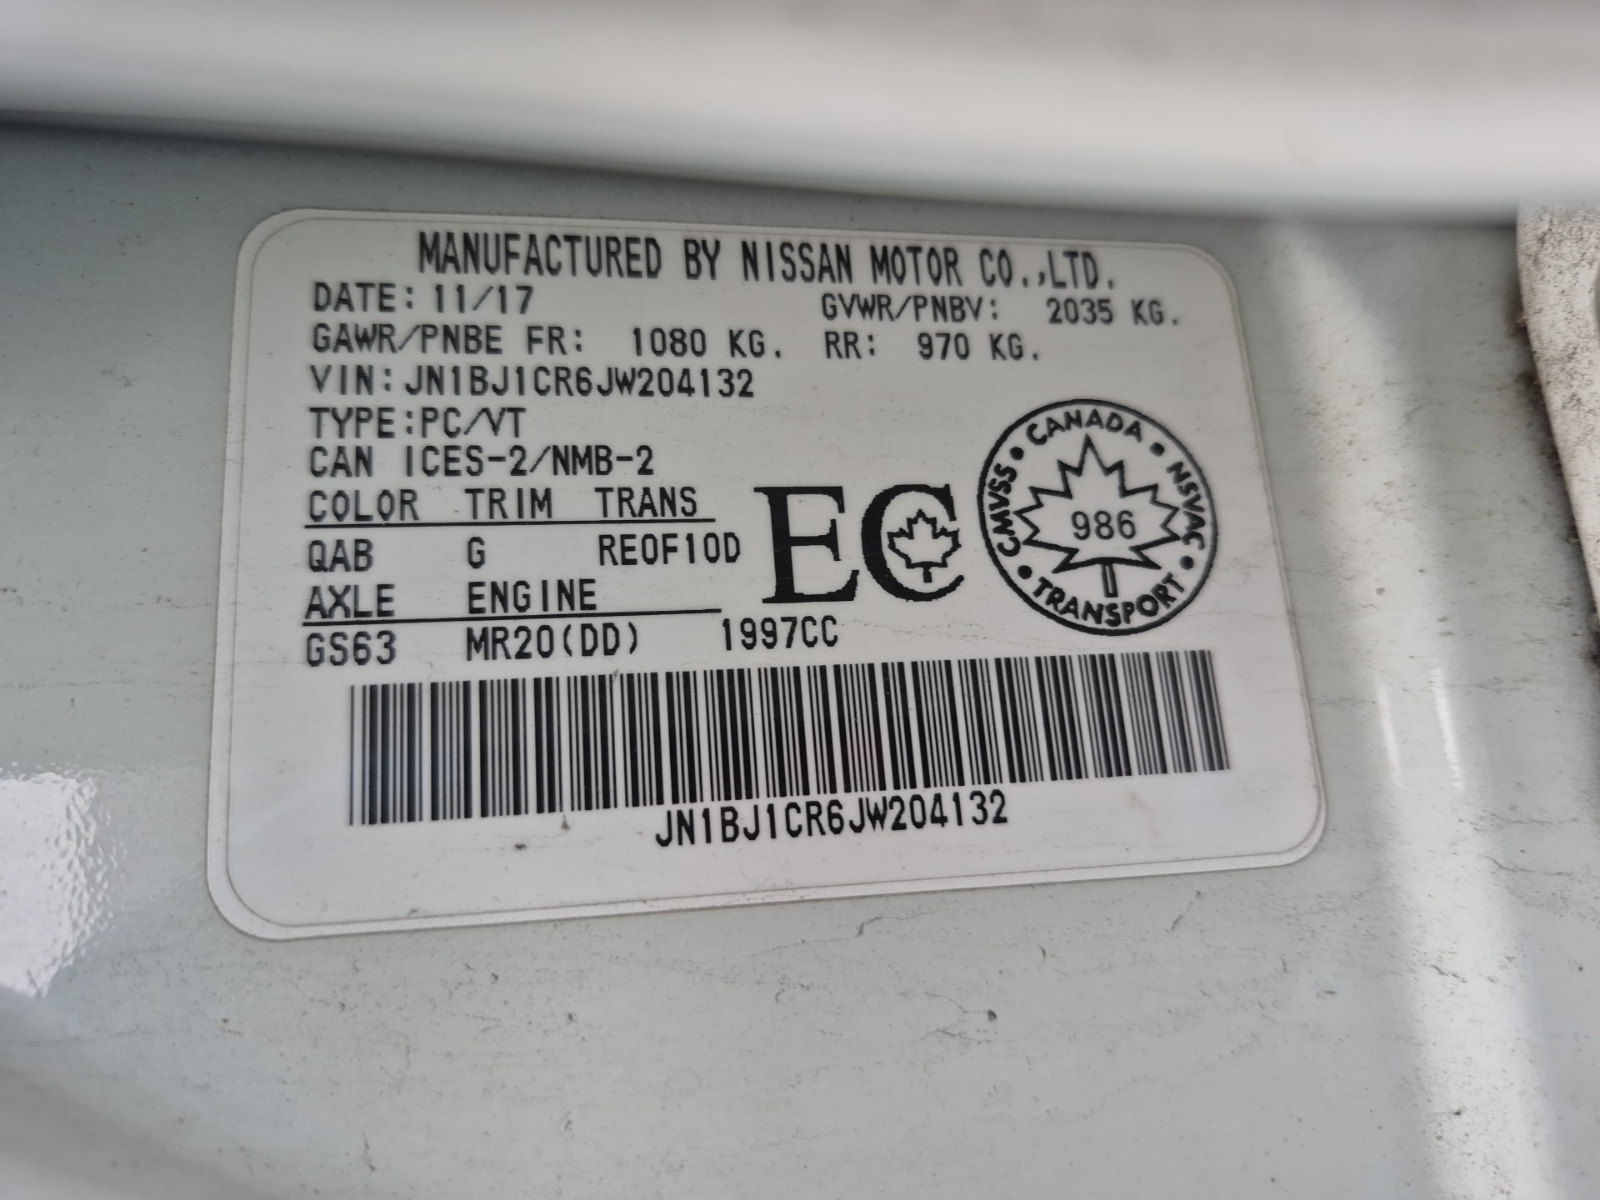 MANUFACTURED BY NISSAN MOTOR CO.,LTD.
DATE: 11/17 GVWR/PNBV: 2035 KG.
GAWR/PNBE FR: 1080 KG. RR: 970 KG.
VIN: JN1BJ1CR6JW204132
TYPE:PC/VT
CAN ICES-2/NMB-2
COLOR TRIM TRANS
QAB G RE0F10D
AXLE ENGINE
GS63 MR20(DD) 1997CC
EC
CANADA • NSVAC • TRANSPORT • CMVSS •
986
JN1BJ1CR6JW204132